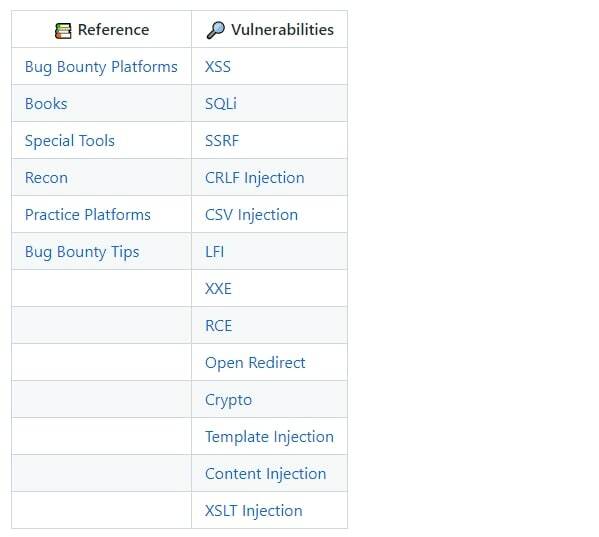 📚 Reference 🔎 Vulnerabilities
Bug Bounty Platforms XSS
Books SQLi
Special Tools SSRF
Recon CRLF Injection
Practice Platforms CSV Injection
Bug Bounty Tips LFI
XXE
RCE
Open Redirect
Crypto
Template Injection
Content Injection
XSLT Injection